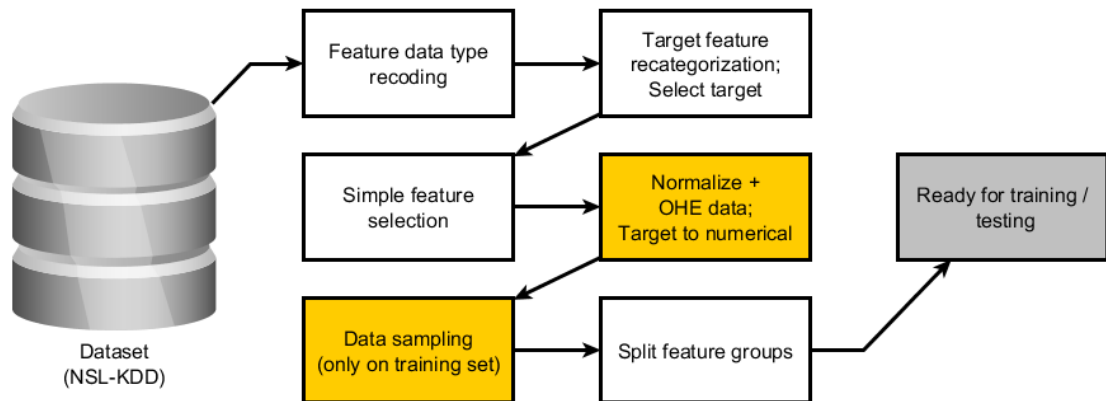 Feature data type
recoding
Target feature
recategorization;
Select target
Simple feature
selection
Normalize +
OHE data;
Target to numerical
Ready for training /
testing
Data sampling
(only on training set)
Split feature groups
Dataset
(NSL-KDD)